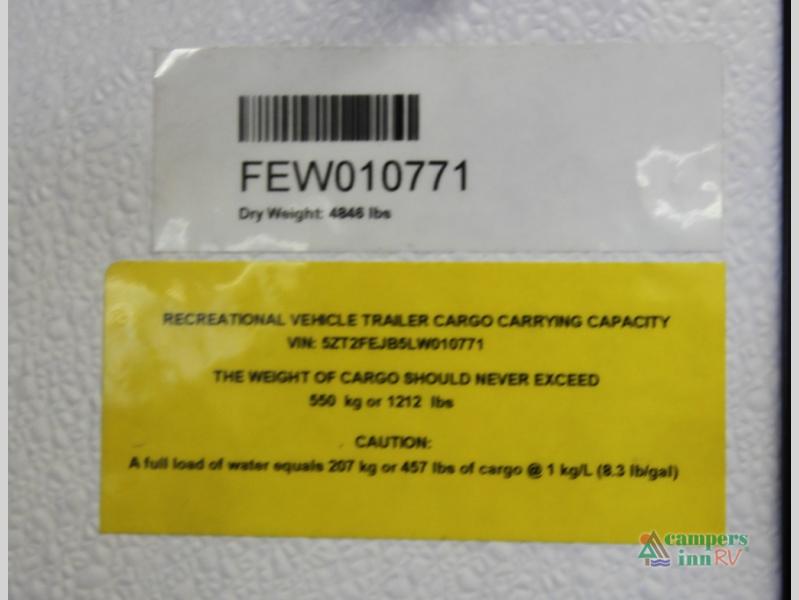 FEW010771
Dry Weight: 4846 lbs
RECREATIONAL VEHICLE TRAILER CARGO CARRYING CAPACITY
VIN: 5ZT2FEJB5LW010771
THE WEIGHT OF CARGO SHOULD NEVER EXCEED
550 kg or 1212 lbs
CAUTION:
A full load of water equals 207 kg or 457 lbs of cargo @ 1 kg/L (8.3 lb/gal)
campers
inn RV